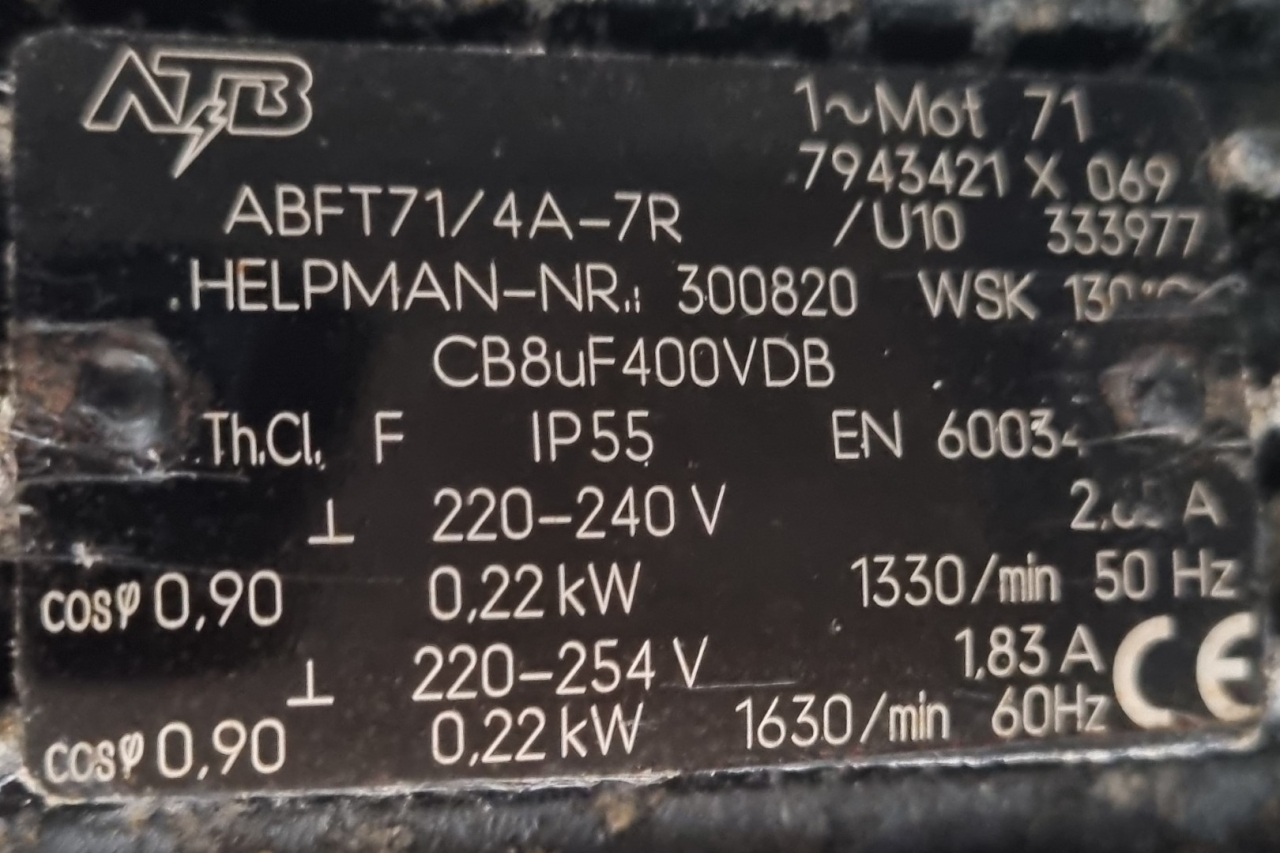 ATB
1~Mot 71
7943421 X 069
ABFT71/4A-7R /U10 333977
HELPMAN-NR.: 300820 WSK
CB8uF400VDB
Th.Cl. F IP55 EN
⊥ 220-240 V A
cosφ 0,90 0,22 kW 1330/min 50 Hz
⊥ 220-254 V 1,83 A CE
cosφ 0,90 0,22 kW 1630/min 60Hz